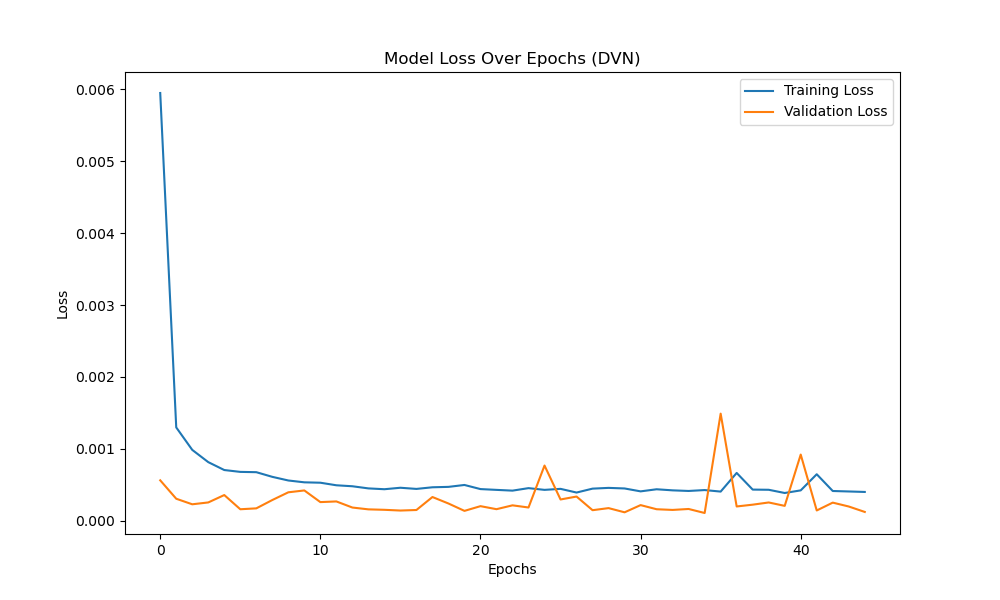 Model Loss Over Epochs (DVN)
Training Loss
Validation Loss
0.006
0.005
0.004
0.003
0.002
0.001
0.000
Loss
0 10 20 30 40
Epochs